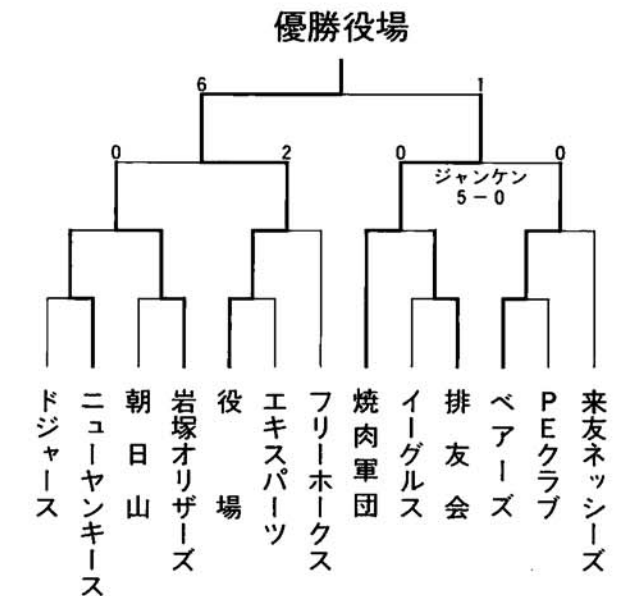 優勝役場
6
1
0
2
0
0
ジャンケン
5－0
ドジャース
ニューヤンキース
朝日山
岩塚オリザーズ
役場
エキスパーツ
フリーホークス
焼肉軍団
イーグルス
排友会
ベアーズ
PEクラブ
来友ネッシーズ